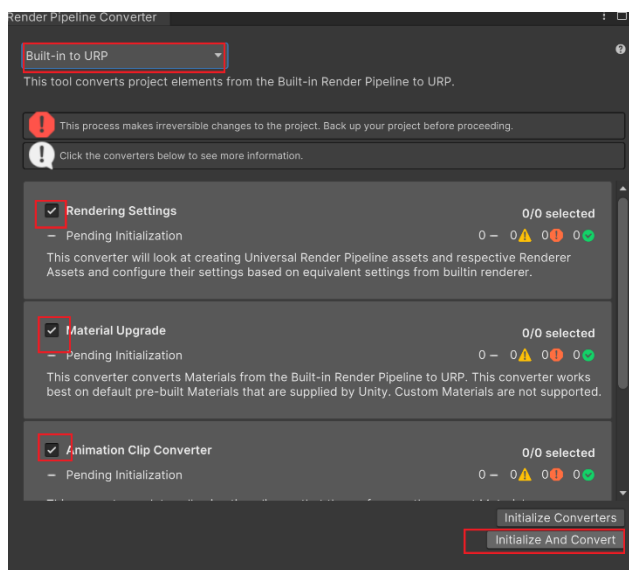 Render Pipeline Converter
Built-in to URP
This tool converts project elements from the Built-in Render Pipeline to URP.
This process makes irreversible changes to the project. Back up your project before proceeding.
Click the converters below to see more information.
Rendering Settings
0/0 selected
– Pending Initialization
0 – 0 0 0
This converter will look at creating Universal Render Pipeline assets and respective Renderer
Assets and configure their settings based on equivalent settings from builtin renderer.
Material Upgrade
0/0 selected
– Pending Initialization
0 – 0 0 0
This converter converts Materials from the Built-in Render Pipeline to URP. This converter works
best on default pre-built Materials that are supplied by Unity. Custom Materials are not supported.
Animation Clip Converter
0/0 selected
– Pending Initialization
0 – 0 0 0
Initialize Converters
Initialize And Convert